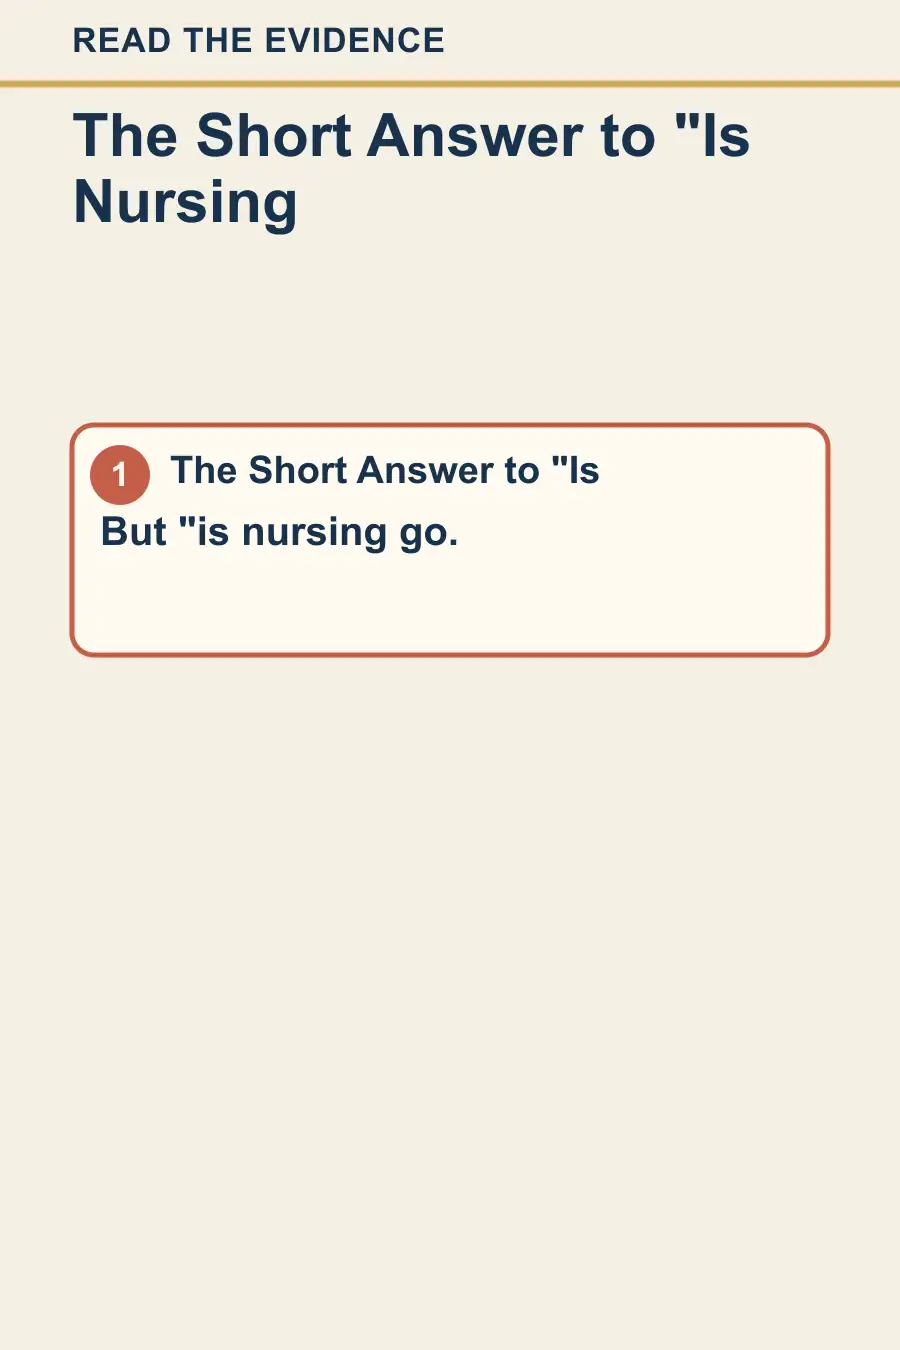 READ THE EVIDENCE
The Short Answer to "Is
Nursing
1 The Short Answer to "Is
But "is nursing go.